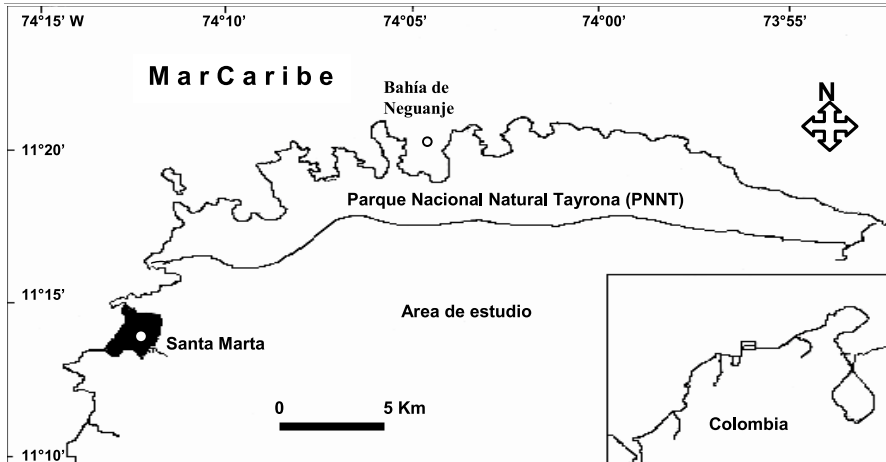 74°15' W 74°10' 74°05' 74°00' 73°55'
MarCaribe
Bahía de
Neguanje
N
11°20'
Parque Nacional Natural Tayrona (PNNT)
11°15'
Area de estudio
Santa Marta
0 5 Km
Colombia
11°10'